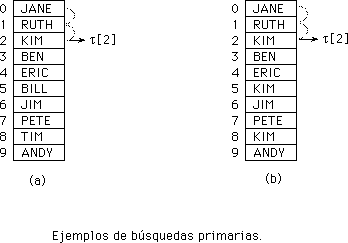 0 JANE
1 RUTH
2 KIM τ[2]
3 BEN
4 ERIC
5 BILL
6 JIM
7 PETE
8 TIM
9 ANDY
(a)
0 JANE
1 RUTH
2 KIM τ[2]
3 BEN
4 ERIC
5 KIM
6 JIM
7 PETE
8 KIM
9 ANDY
(b)
Ejemplos de búsquedas primarias.